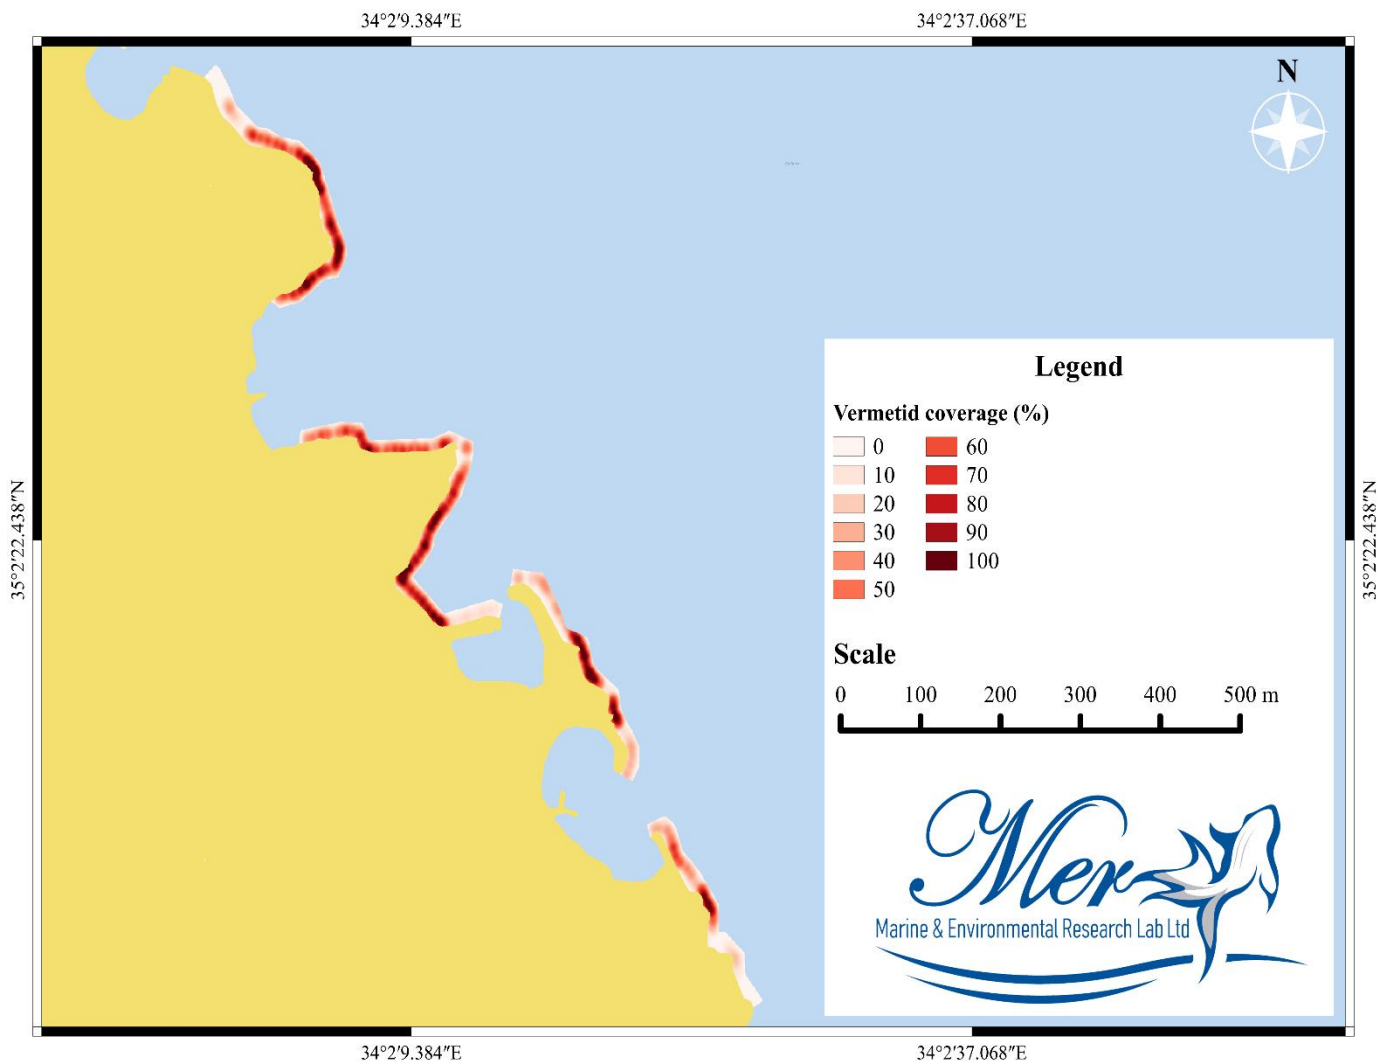 34°2'9.384"E 34°2'37.068"E
N
35°2'22.438"N
35°2'22.438"N
Legend
Vermetid coverage (%)
0 60
10 70
20 80
30 90
40 100
50
Scale
0 100 200 300 400 500 m
Mer
Marine & Environmental Research Lab Ltd
34°2'9.384"E 34°2'37.068"E